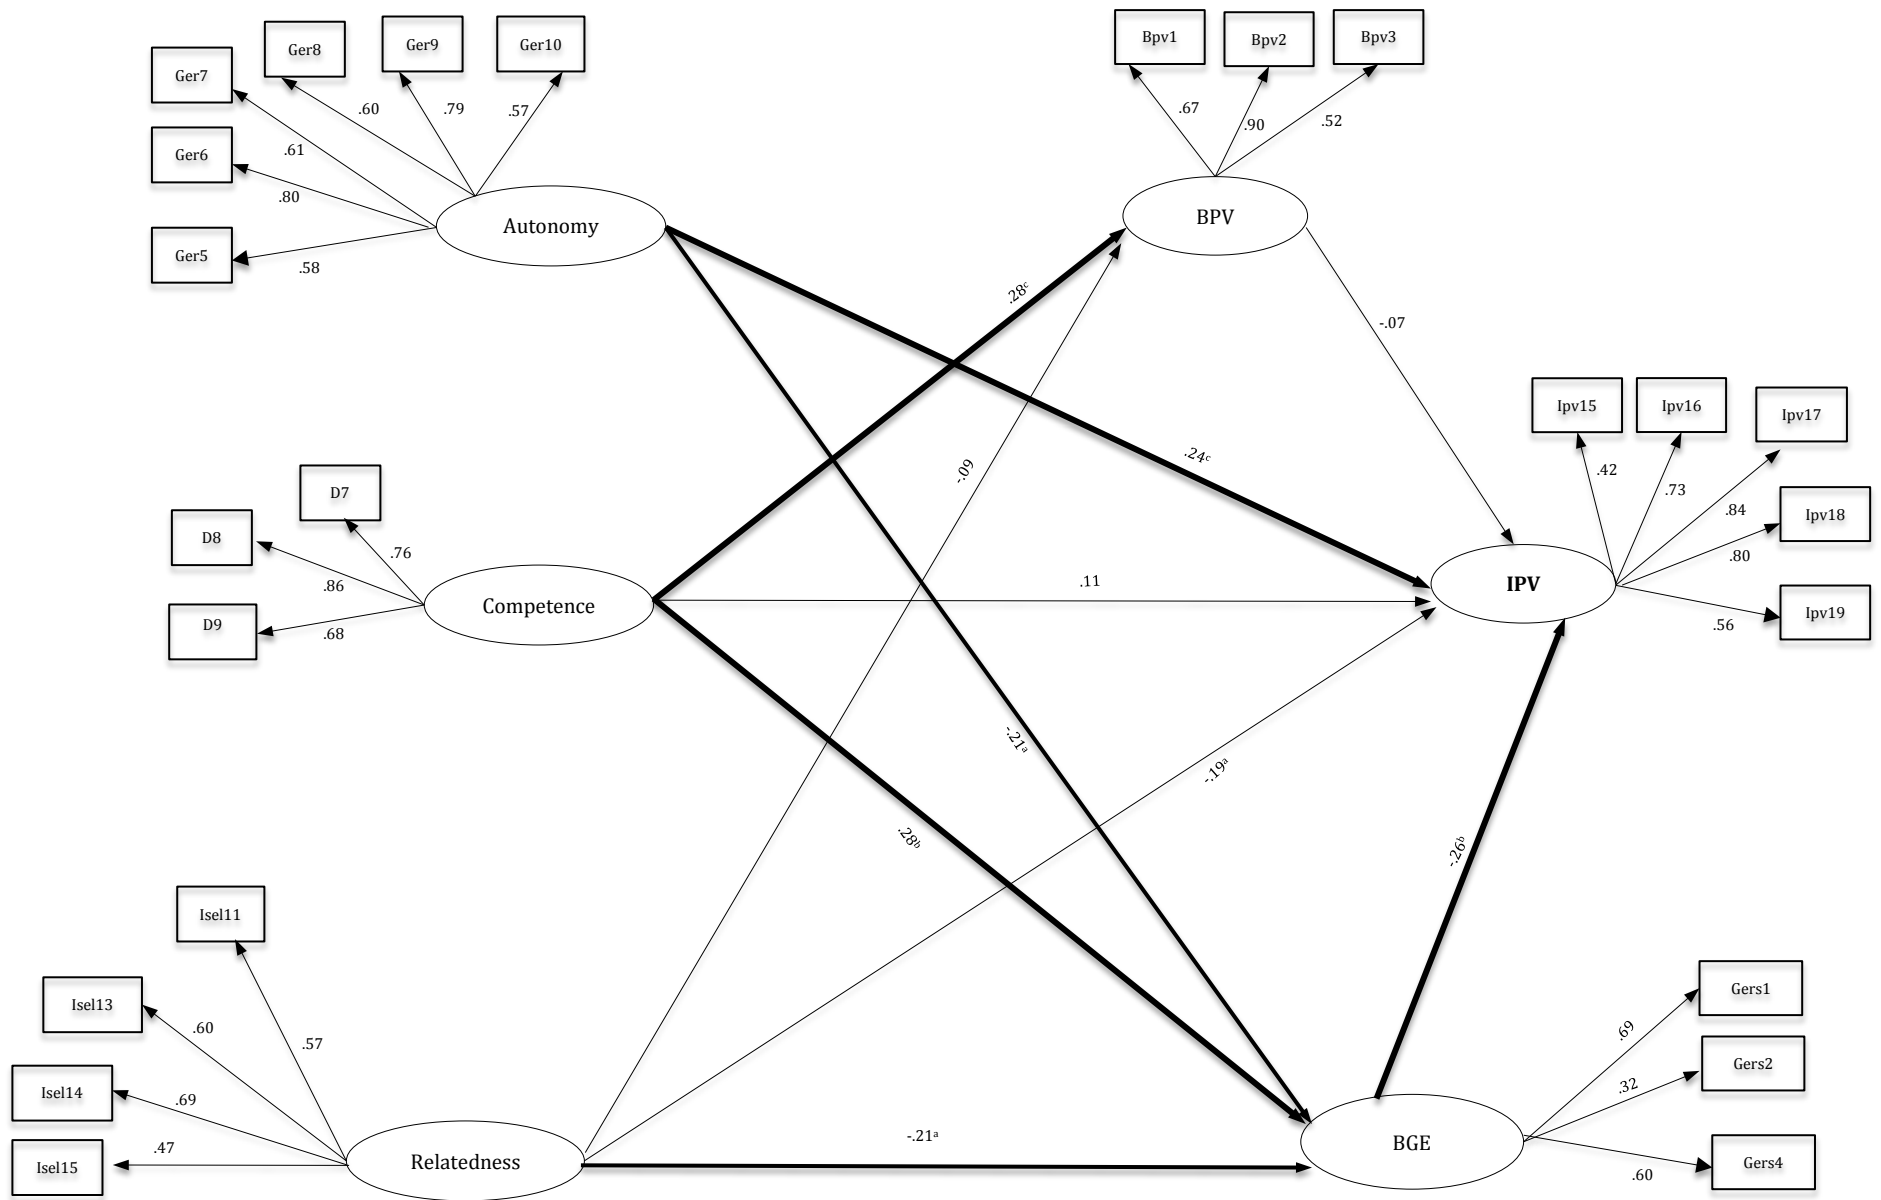 Ger7
Ger8
Ger9
Ger10
Ger6
Ger5
.61
.60
.79
.57
.80
.58
Autonomy
Bpv1
Bpv2
Bpv3
.67
.90
.52
BPV
.28ᶜ
-.07
.24ᶜ
-.09
D7
D8
D9
.76
.86
.68
Competence
.11
Ipv15
Ipv16
Ipv17
Ipv18
Ipv19
.42
.73
.84
.80
.56
IPV
-.21ᵃ
-.19ᵃ
.28ᵇ
-.26ᵇ
Isel11
Isel13
Isel14
Isel15
.57
.60
.69
.47
Relatedness
-.21ᵃ
BGE
Gers1
Gers2
Gers4
.69
.32
.60